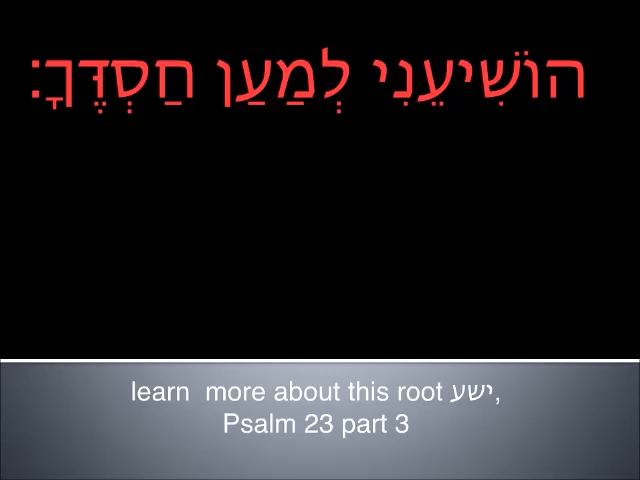 הוֹשִׁיעֵנִי לְמַעַן חַסְדֶּךָ׃
learn  more about this root ישע,
Psalm 23 part 3